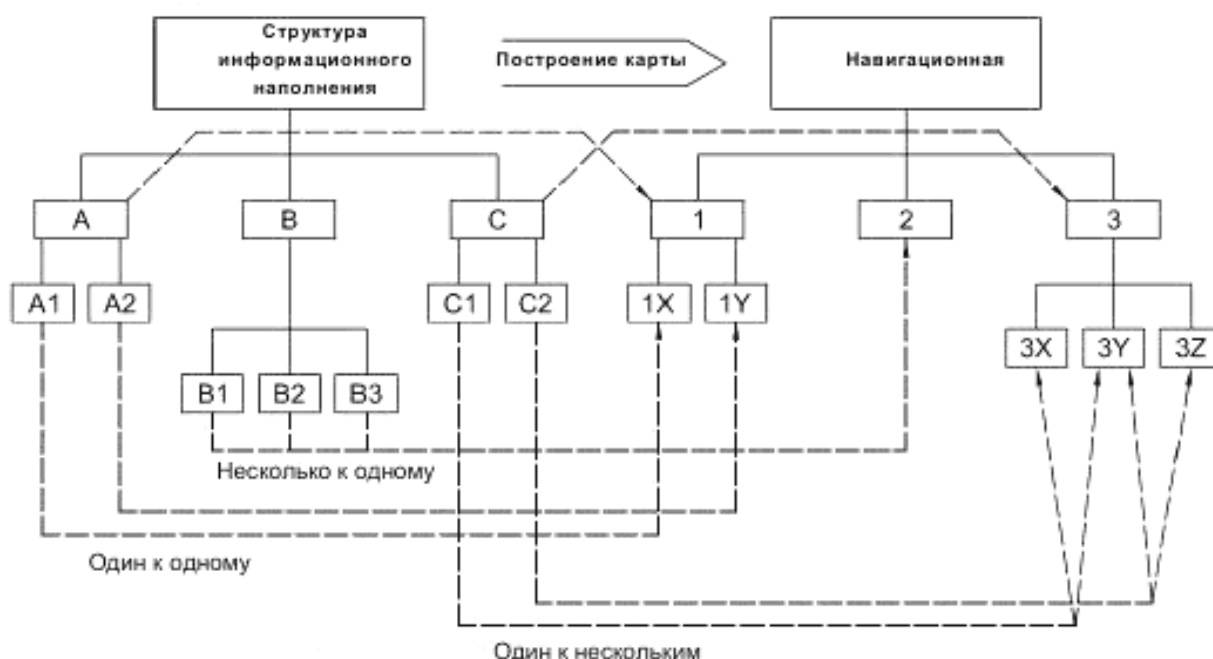 Структура
информационного
наполнения
Построение карты
Навигационная
A
B
C
1
2
3
A1
A2
C1
C2
1X
1Y
3X
3Y
3Z
B1
B2
B3
Несколько к одному
Один к одному
Один к нескольким